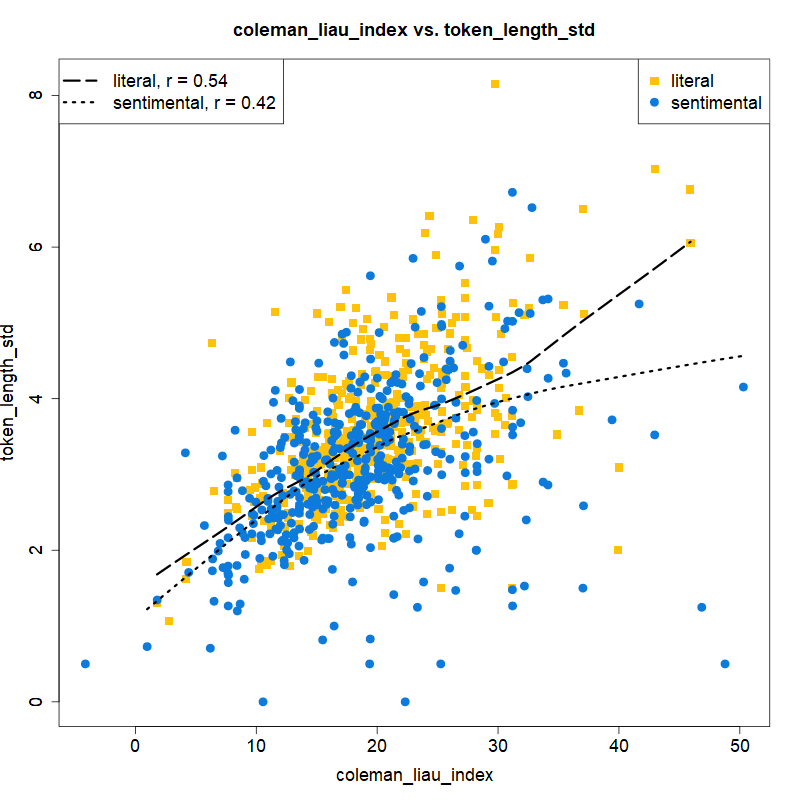 coleman_liau_index vs. token_length_std
literal, r = 0.54
sentimental, r = 0.42
literal
sentimental
token_length_std
8
6
4
2
0
0 10 20 30 40 50
coleman_liau_index